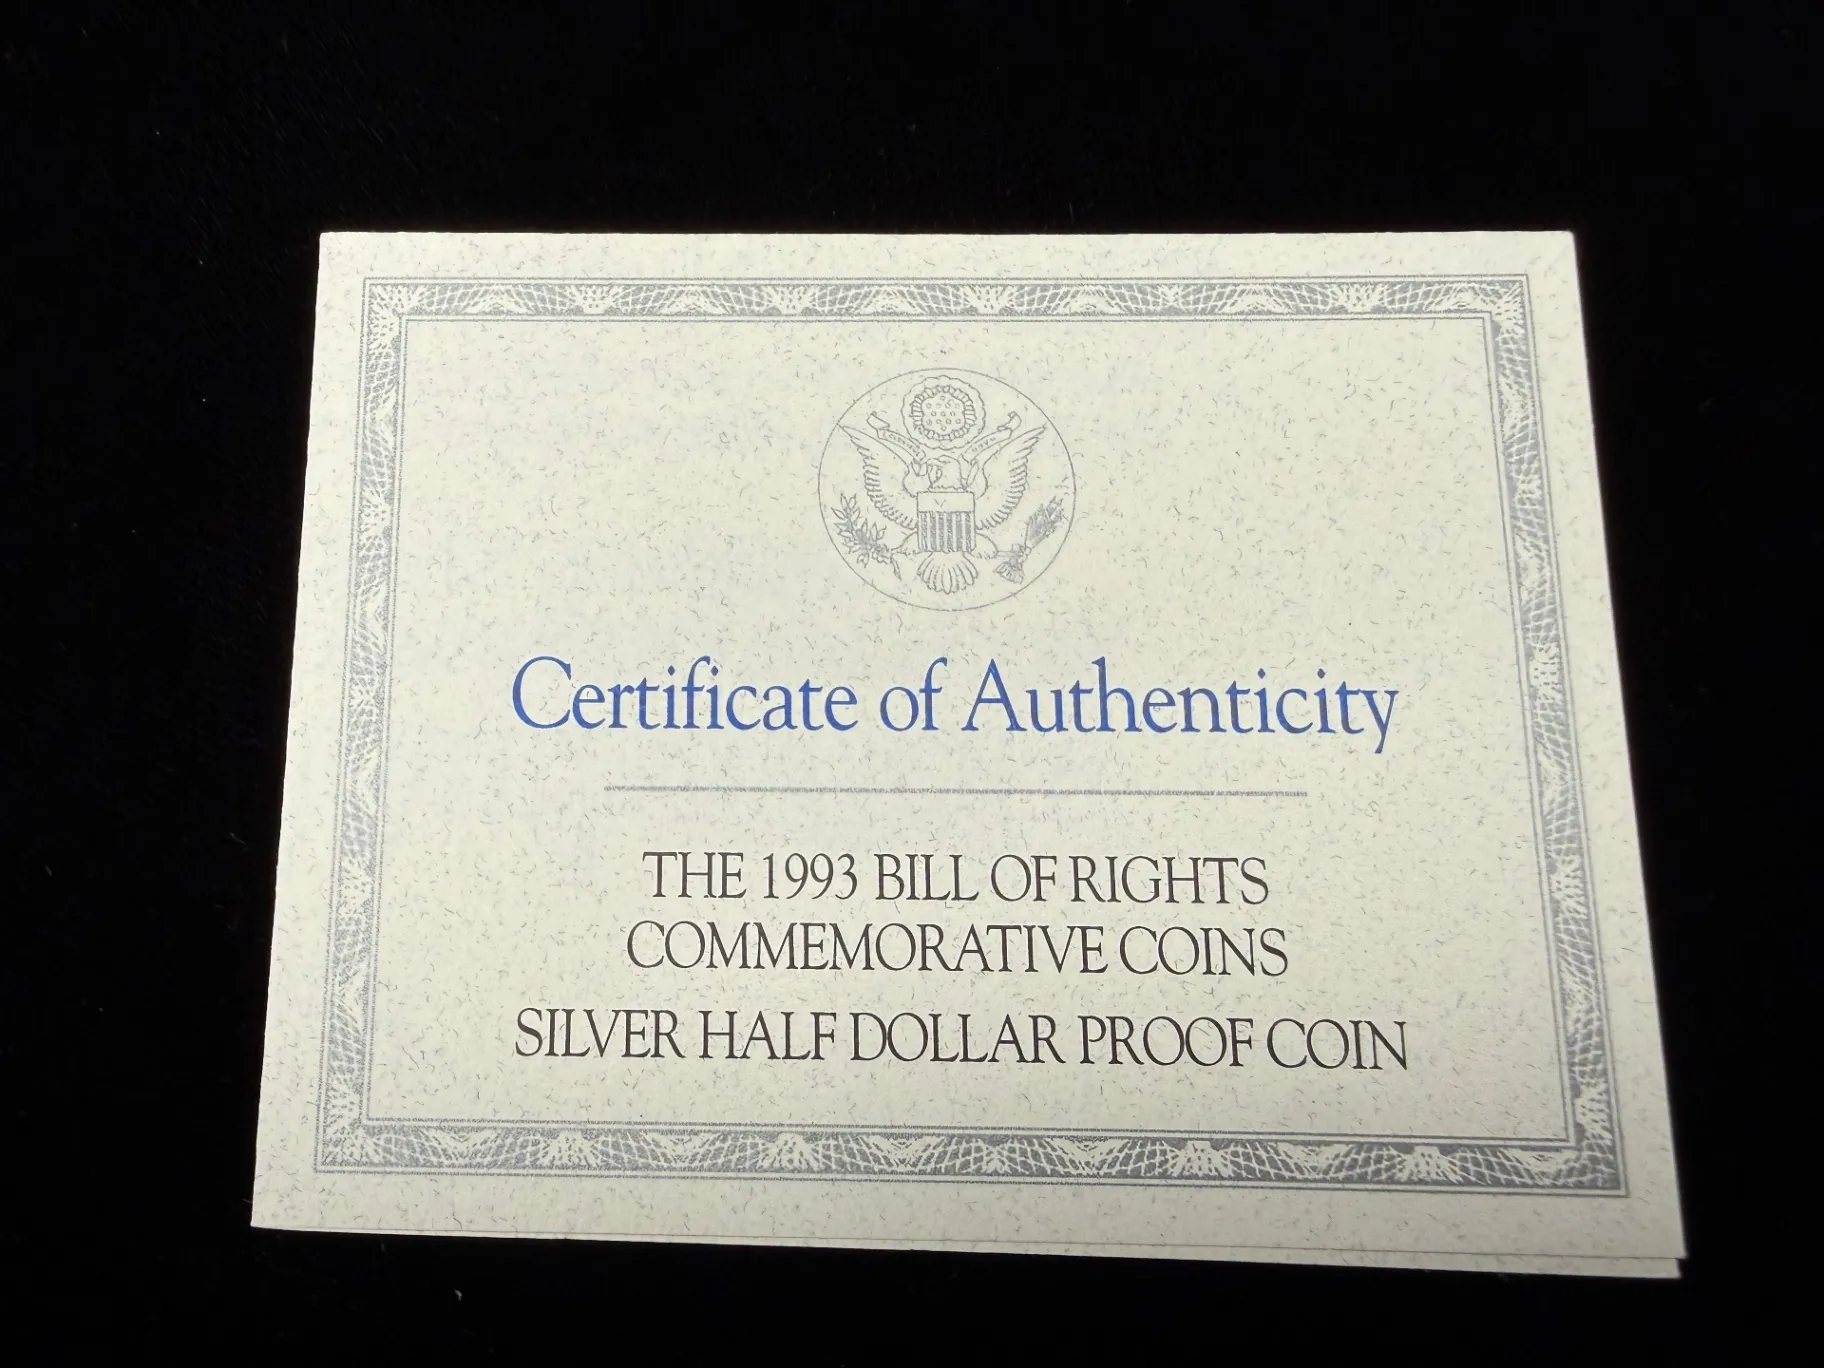 Certificate of Authenticity
THE 1993 BILL OF RIGHTS
COMMEMORATIVE COINS
SILVER HALF DOLLAR PROOF COIN